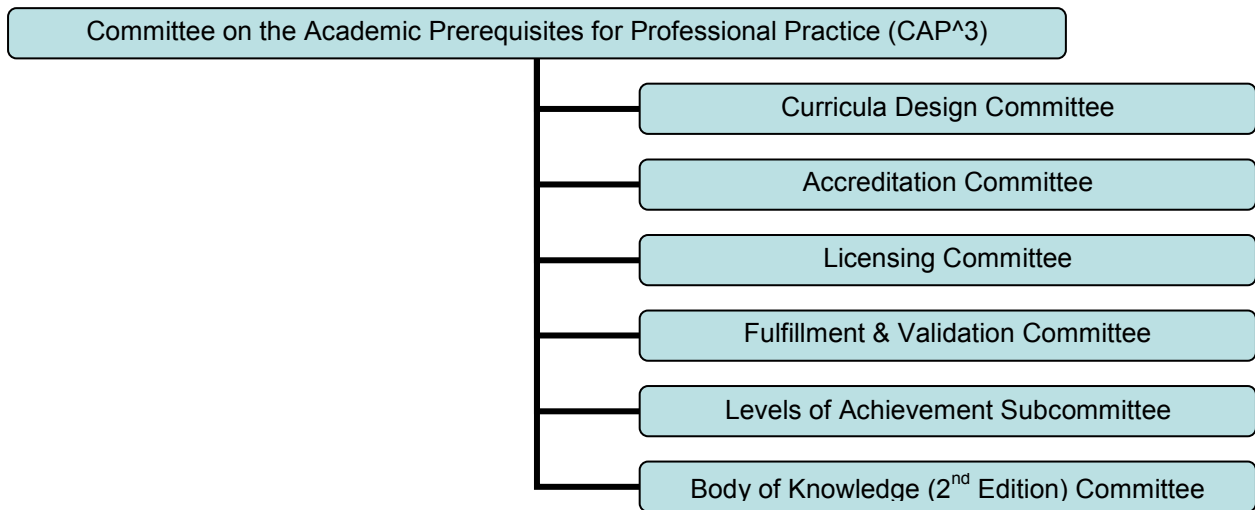 Committee on the Academic Prerequisites for Professional Practice (CAP^3)
Curricula Design Committee
Accreditation Committee
Licensing Committee
Fulfillment & Validation Committee
Levels of Achievement Subcommittee
Body of Knowledge (2nd Edition) Committee